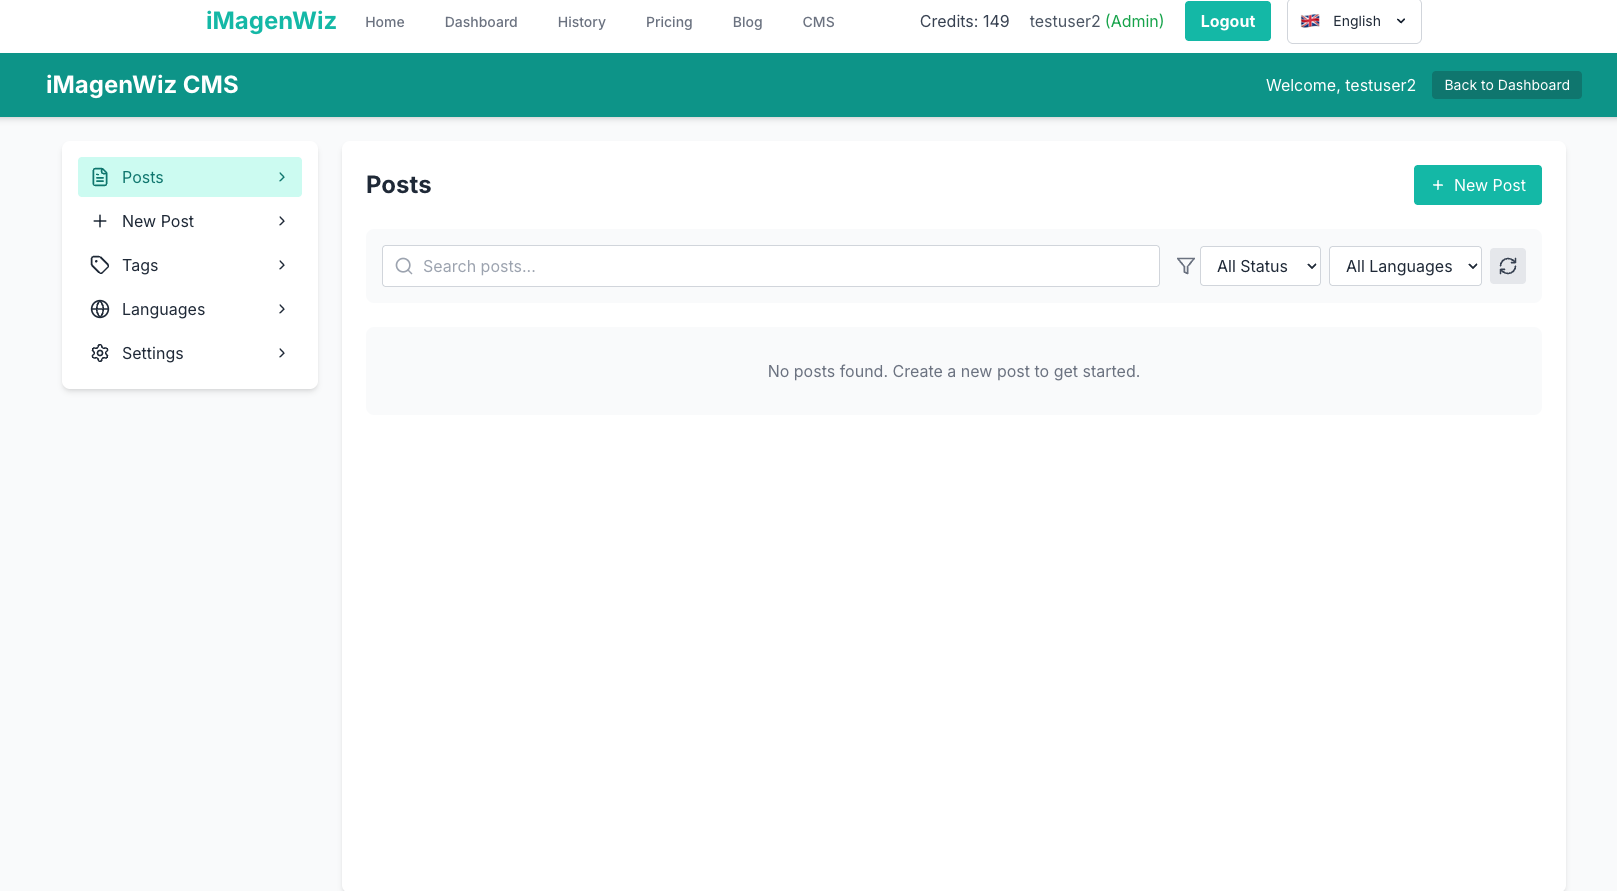 iMagenWiz Home Dashboard History Pricing Blog CMS Credits: 149 testuser2 (Admin) Logout English
iMagenWiz CMS Welcome, testuser2 Back to Dashboard
Posts
New Post
Tags
Languages
Settings
Posts New Post
Search posts... All Status All Languages
No posts found. Create a new post to get started.